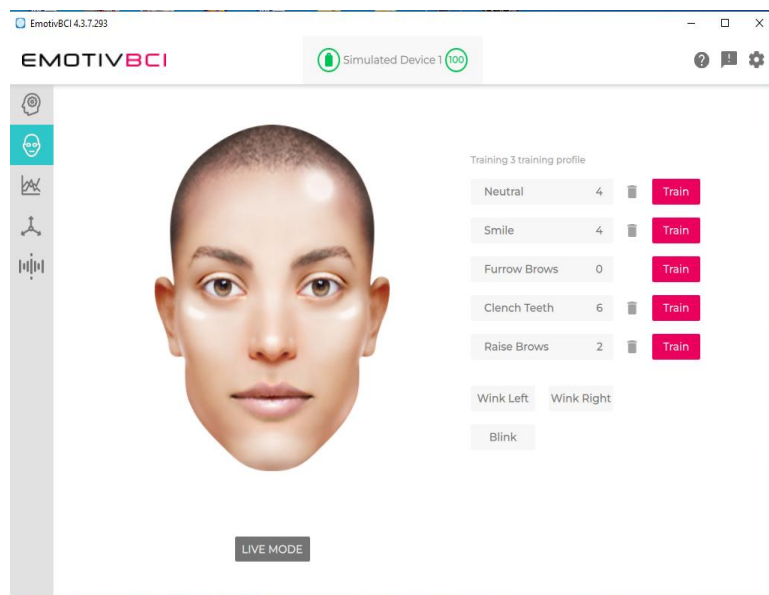 EmotivBCI 4.3.7.293
EMOTIVBCI
Simulated Device 1 100
Training 3 training profile
Neutral 4 Train
Smile 4 Train
Furrow Brows 0 Train
Clench Teeth 6 Train
Raise Brows 2 Train
Wink Left Wink Right
Blink
LIVE MODE